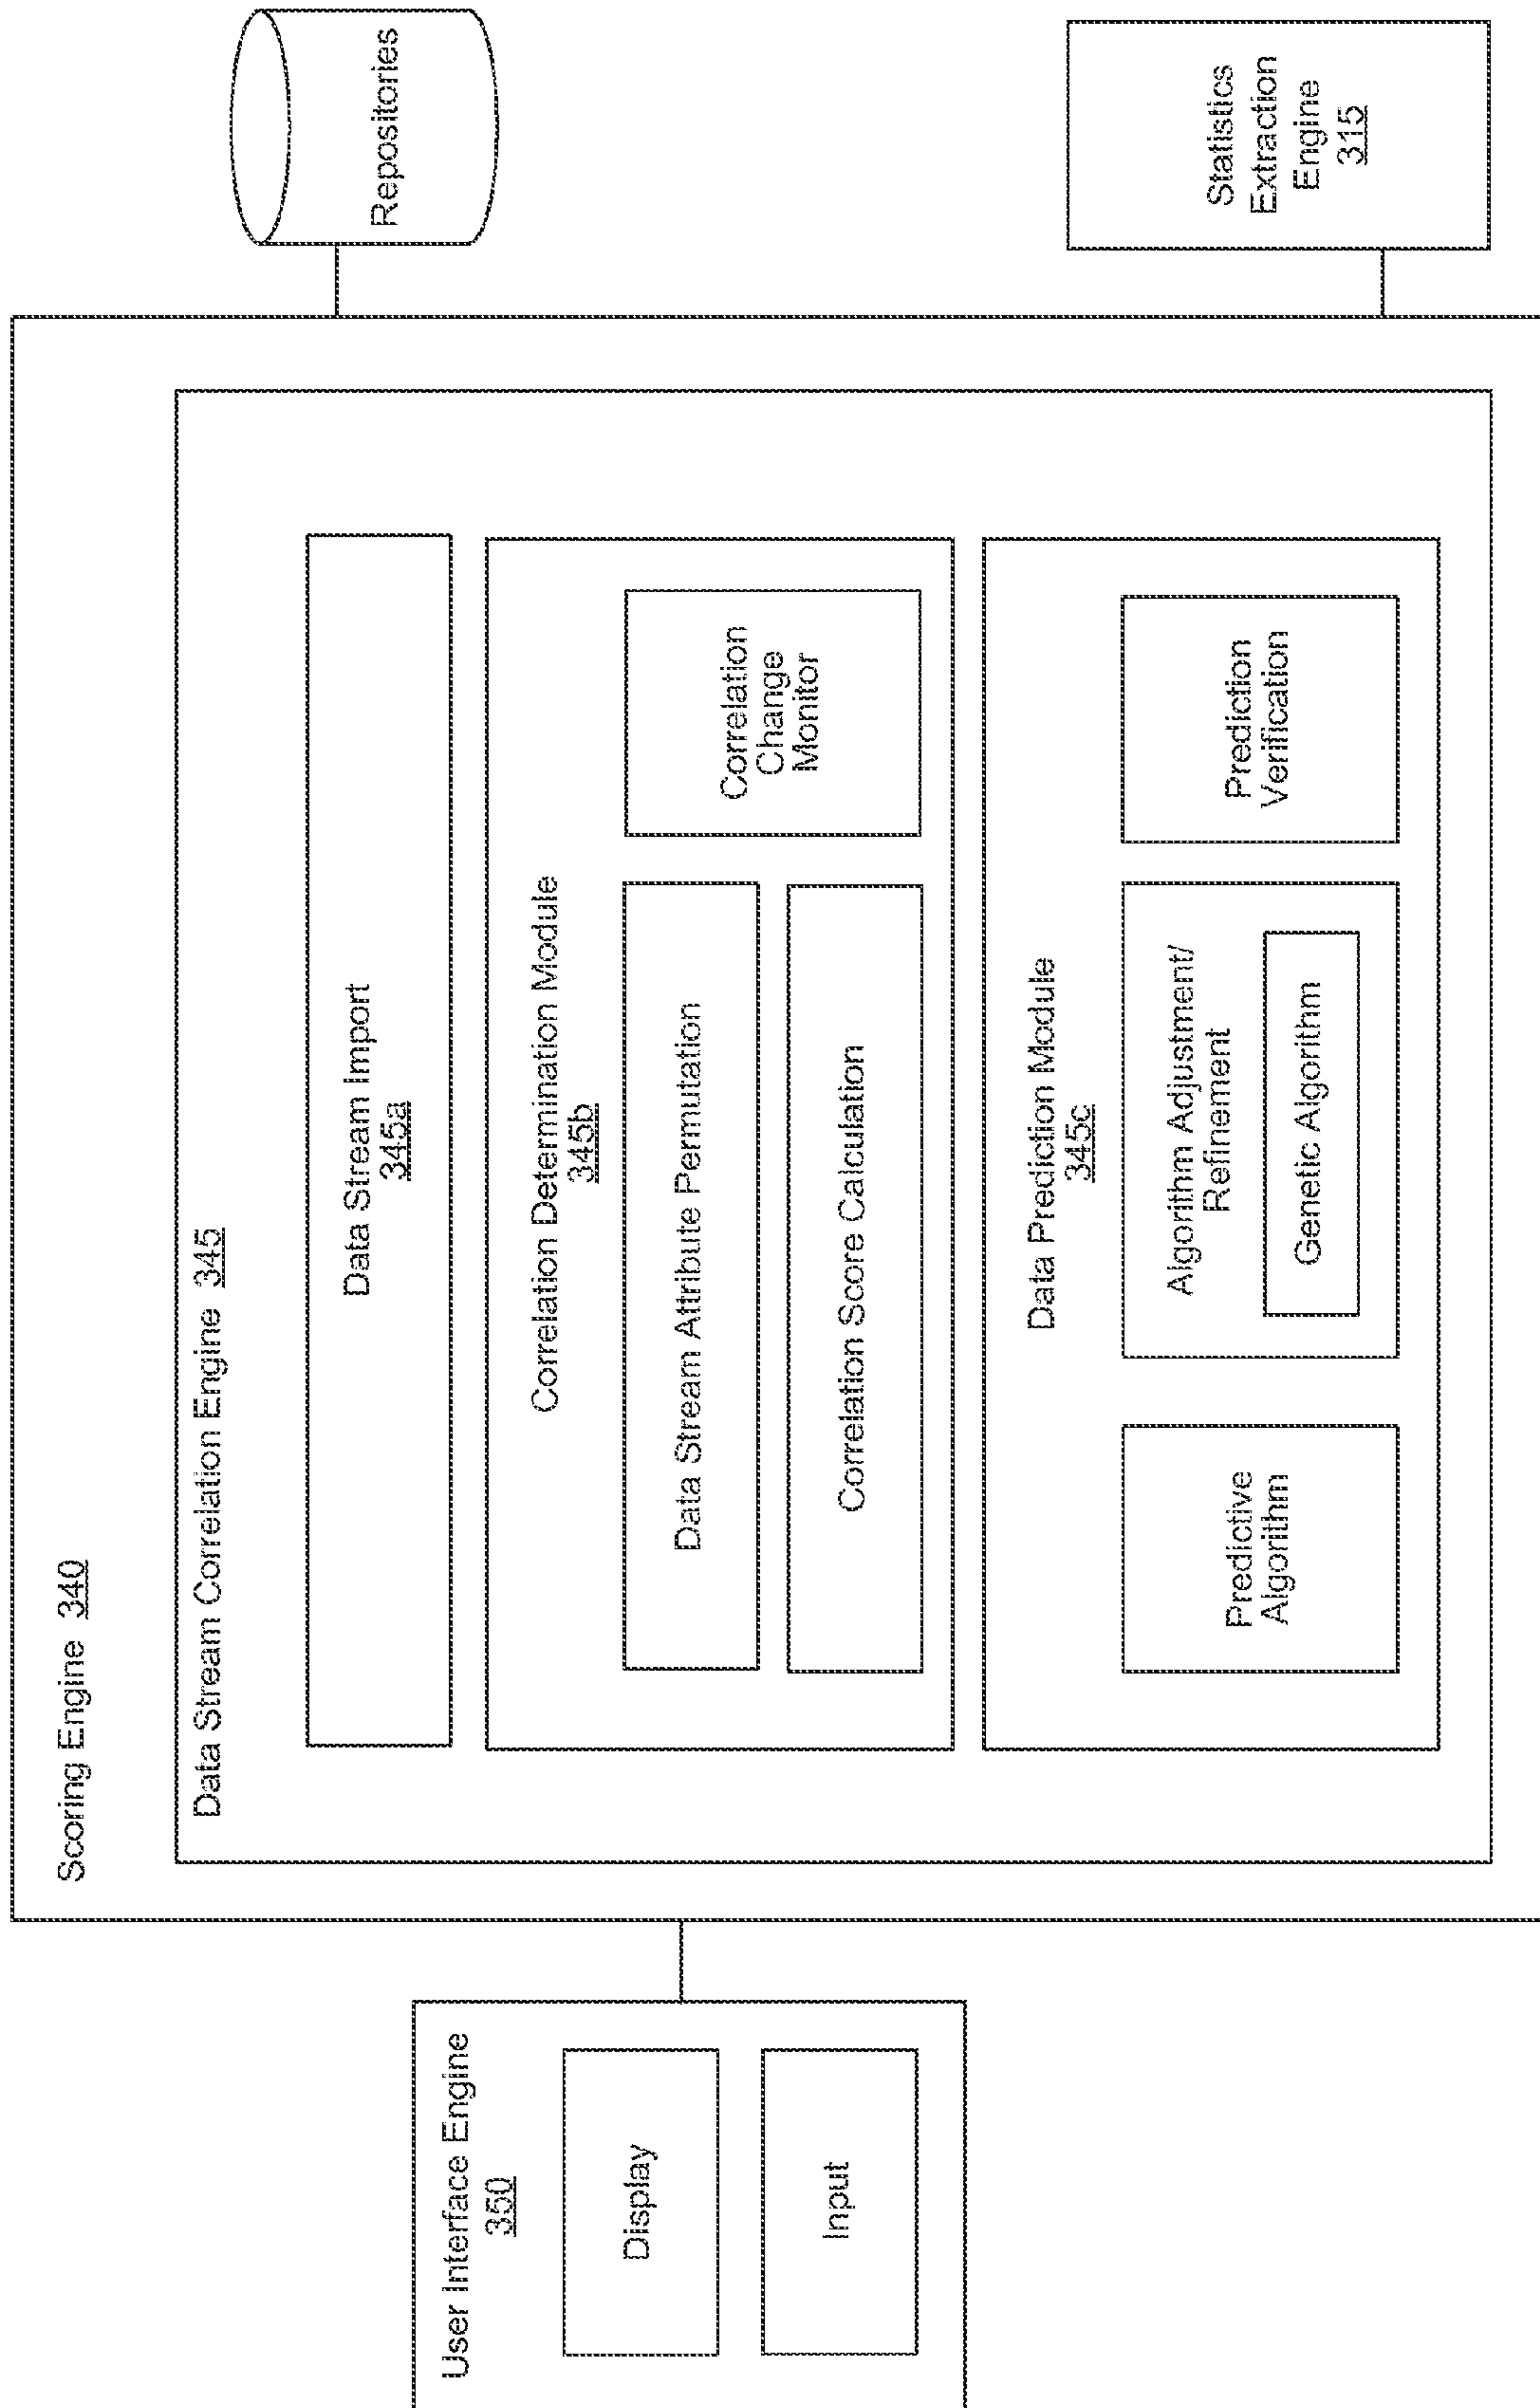 User Interface Engine
350
Display
Input
Scoring Engine 340
Data Stream Correlation Engine 345
Data Stream Import
345a
Correlation Determination Module
345b
Data Stream Attribute Permutation
Correlation Score Calculation
Correlation
Change
Monitor
Data Prediction Module
345c
Predictive
Algorithm
Algorithm Adjustment/
Refinement
Genetic Algorithm
Prediction
Verification
Repositories
Statistics
Extraction
Engine
315